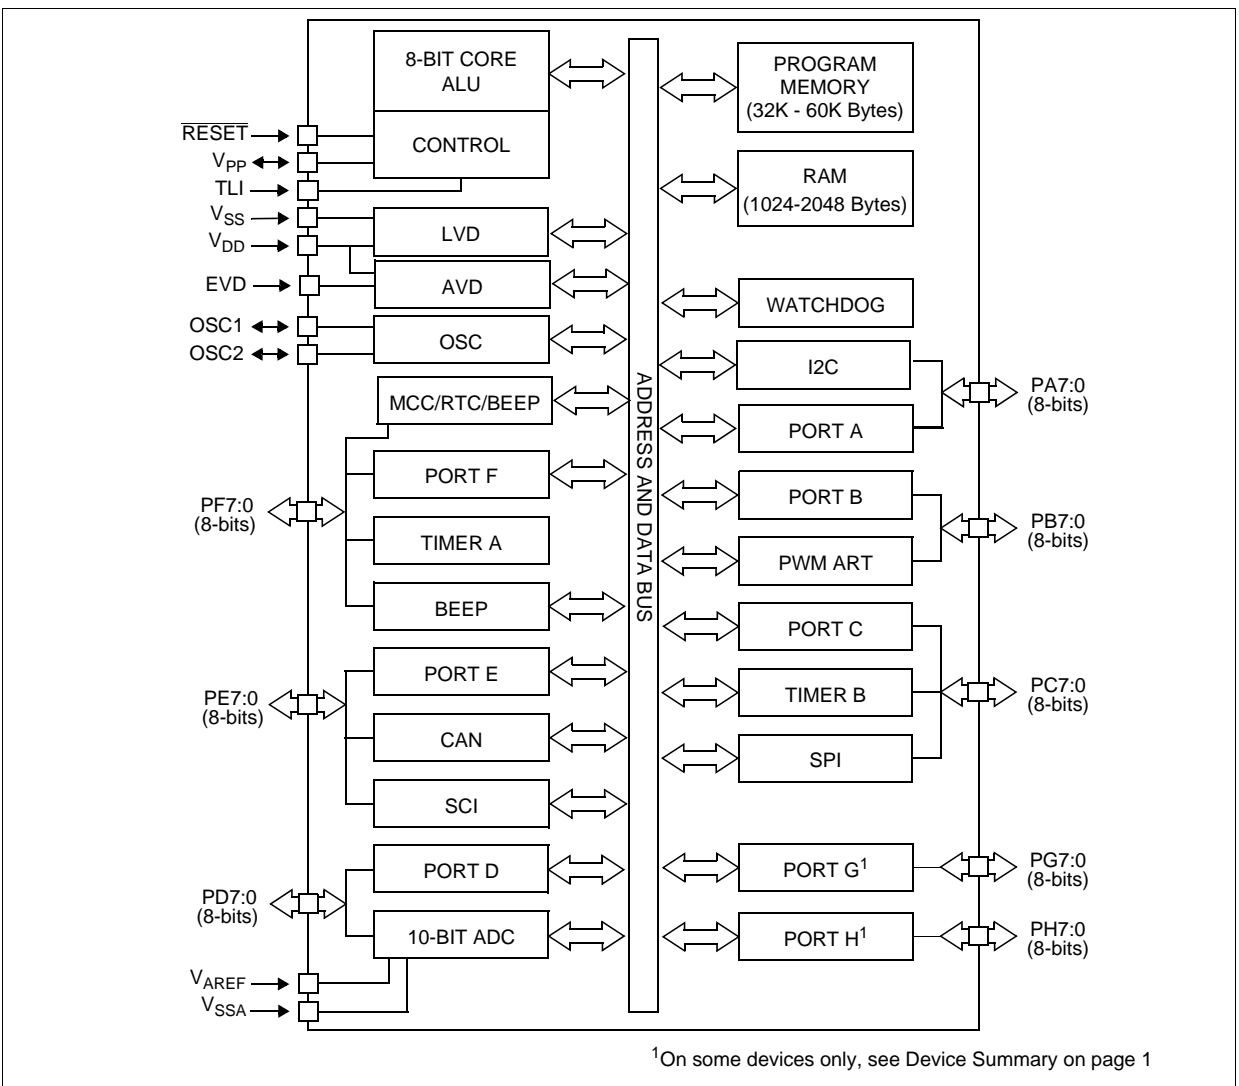 8-BIT CORE
ALU
CONTROL
RESET
VPP
TLI
VSS
VDD
EVD
OSC1
OSC2
LVD
AVD
OSC
MCC/RTC/BEEP
PORT F
TIMER A
BEEP
PF7:0
(8-bits)
PORT E
CAN
SCI
PE7:0
(8-bits)
PORT D
10-BIT ADC
PD7:0
(8-bits)
VAREF
VSSA
ADDRESS AND DATA BUS
PROGRAM
MEMORY
(32K - 60K Bytes)
RAM
(1024-2048 Bytes)
WATCHDOG
I2C
PORT A
PA7:0
(8-bits)
PORT B
PWM ART
PB7:0
(8-bits)
PORT C
TIMER B
SPI
PC7:0
(8-bits)
PORT G1
PG7:0
(8-bits)
PORT H1
PH7:0
(8-bits)
1On some devices only, see Device Summary on page 1